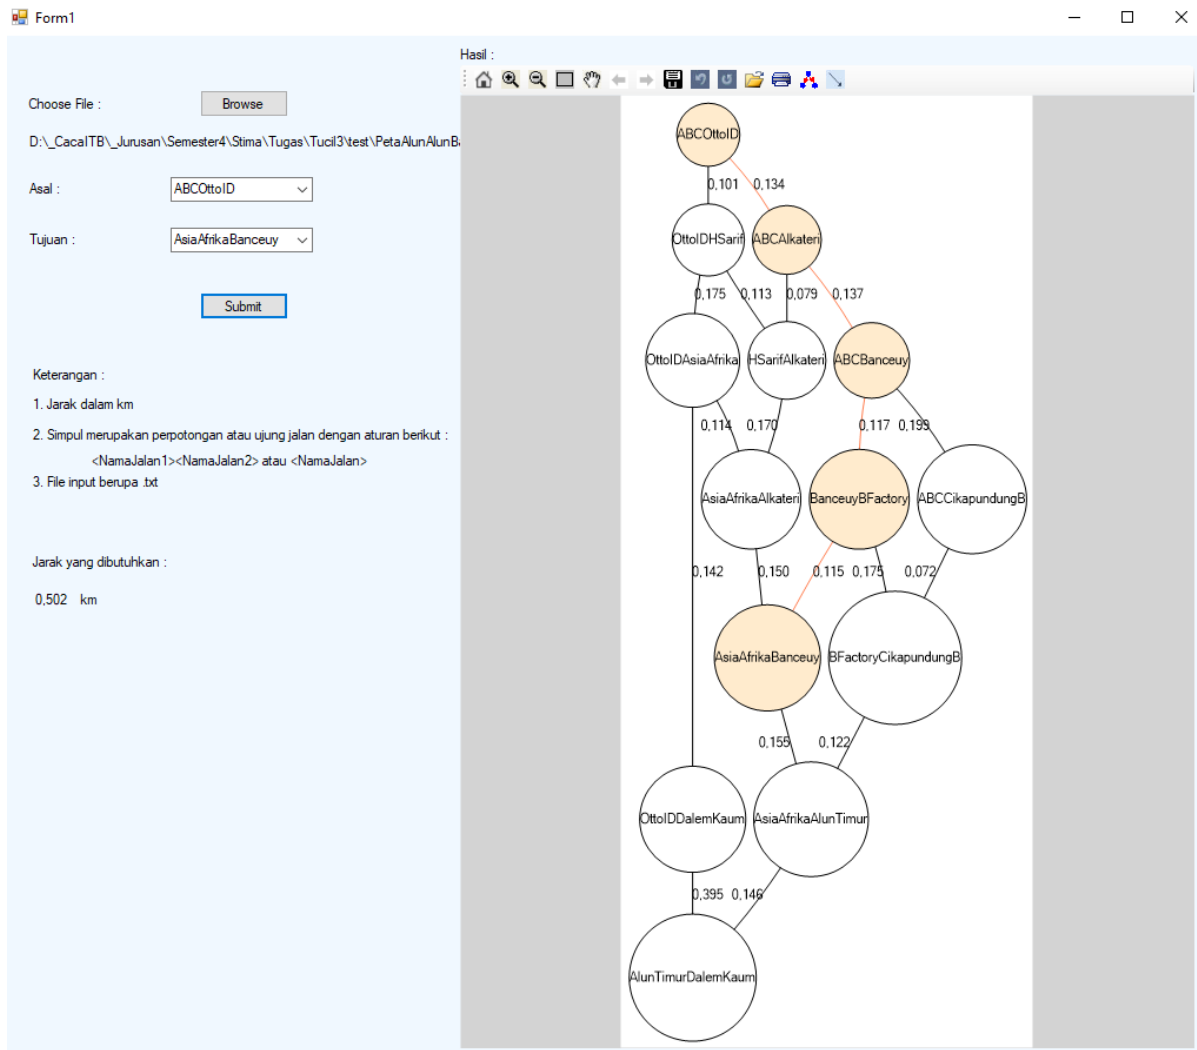 Form1
Hasil :
Choose File :
Browse
D:\_CacaITB\_Jurusan\Semester4\Stima\Tugas\Tucil3\test\PetaAlunAlunB
Asal :
ABCOttoID
Tujuan :
AsiaAfrikaBanceuy
Submit
Keterangan :
1. Jarak dalam km
2. Simpul merupakan perpotongan atau ujung jalan dengan aturan berikut :
<NamaJalan1><NamaJalan2> atau <NamaJalan>
3. File input berupa .txt
Jarak yang dibutuhkan :
0,502 km
ABCOttoID
0,101 0,134
OttoIDHSarif ABCAlkateri
0,175 0,113 0,079 0,137
OttoIDAsiaAfrika HSarifAlkateri ABCBanceuy
0,114 0,170 0,117 0,199
AsiaAfrikaAlkateri BanceuyBFactory ABCCikapundungB
0,142 0,150 0,115 0,175 0,072
AsiaAfrikaBanceuy BFactoryCikapundungB
0,155 0,122
OttoIDDalemKaum AsiaAfrikaAlunTimur
0,395 0,146
AlunTimurDalemKaum